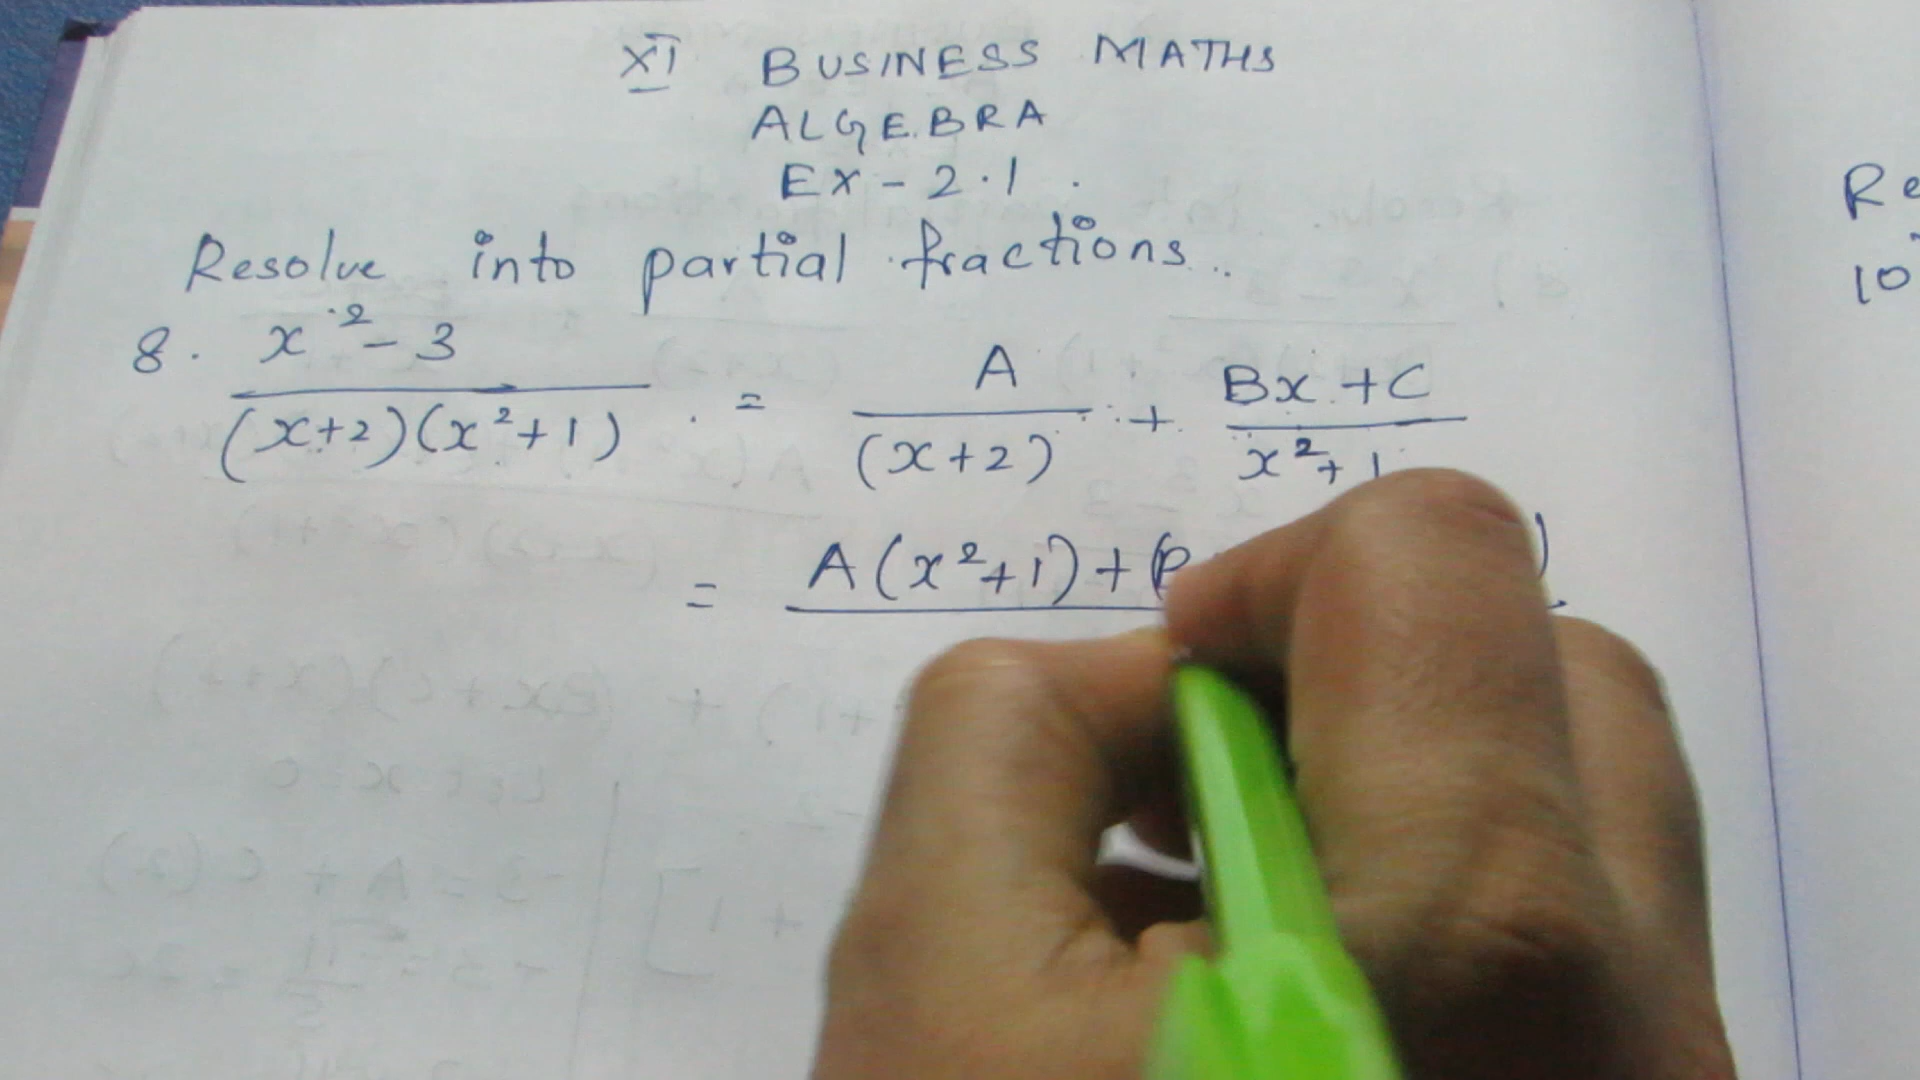 XI BUSINESS MATHS
ALGEBRA
EX - 2.1
Resolve into partial fractions..
8. x² - 3 / (x+2)(x²+1) = A / (x+2) + Bx + C / x² + 1
= A(x²+1) + (B )
Re
10